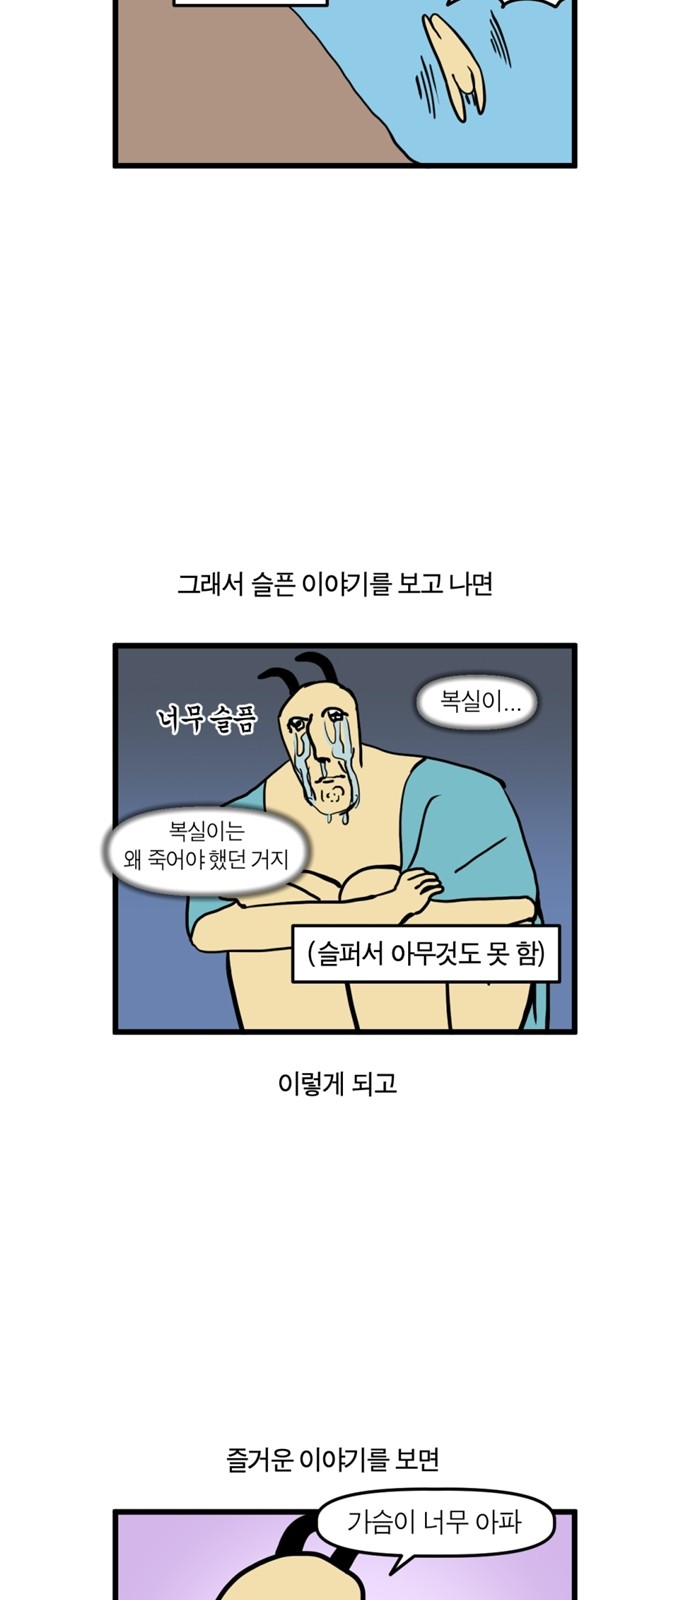 그래서 슬픈 이야기를 보고 나면
복실이...
너무 슬픔
복실이는
왜 죽어야 했던 거지
(슬퍼서 아무것도 못 함)
이렇게 되고
즐거운 이야기를 보면
가슴이 너무 아파